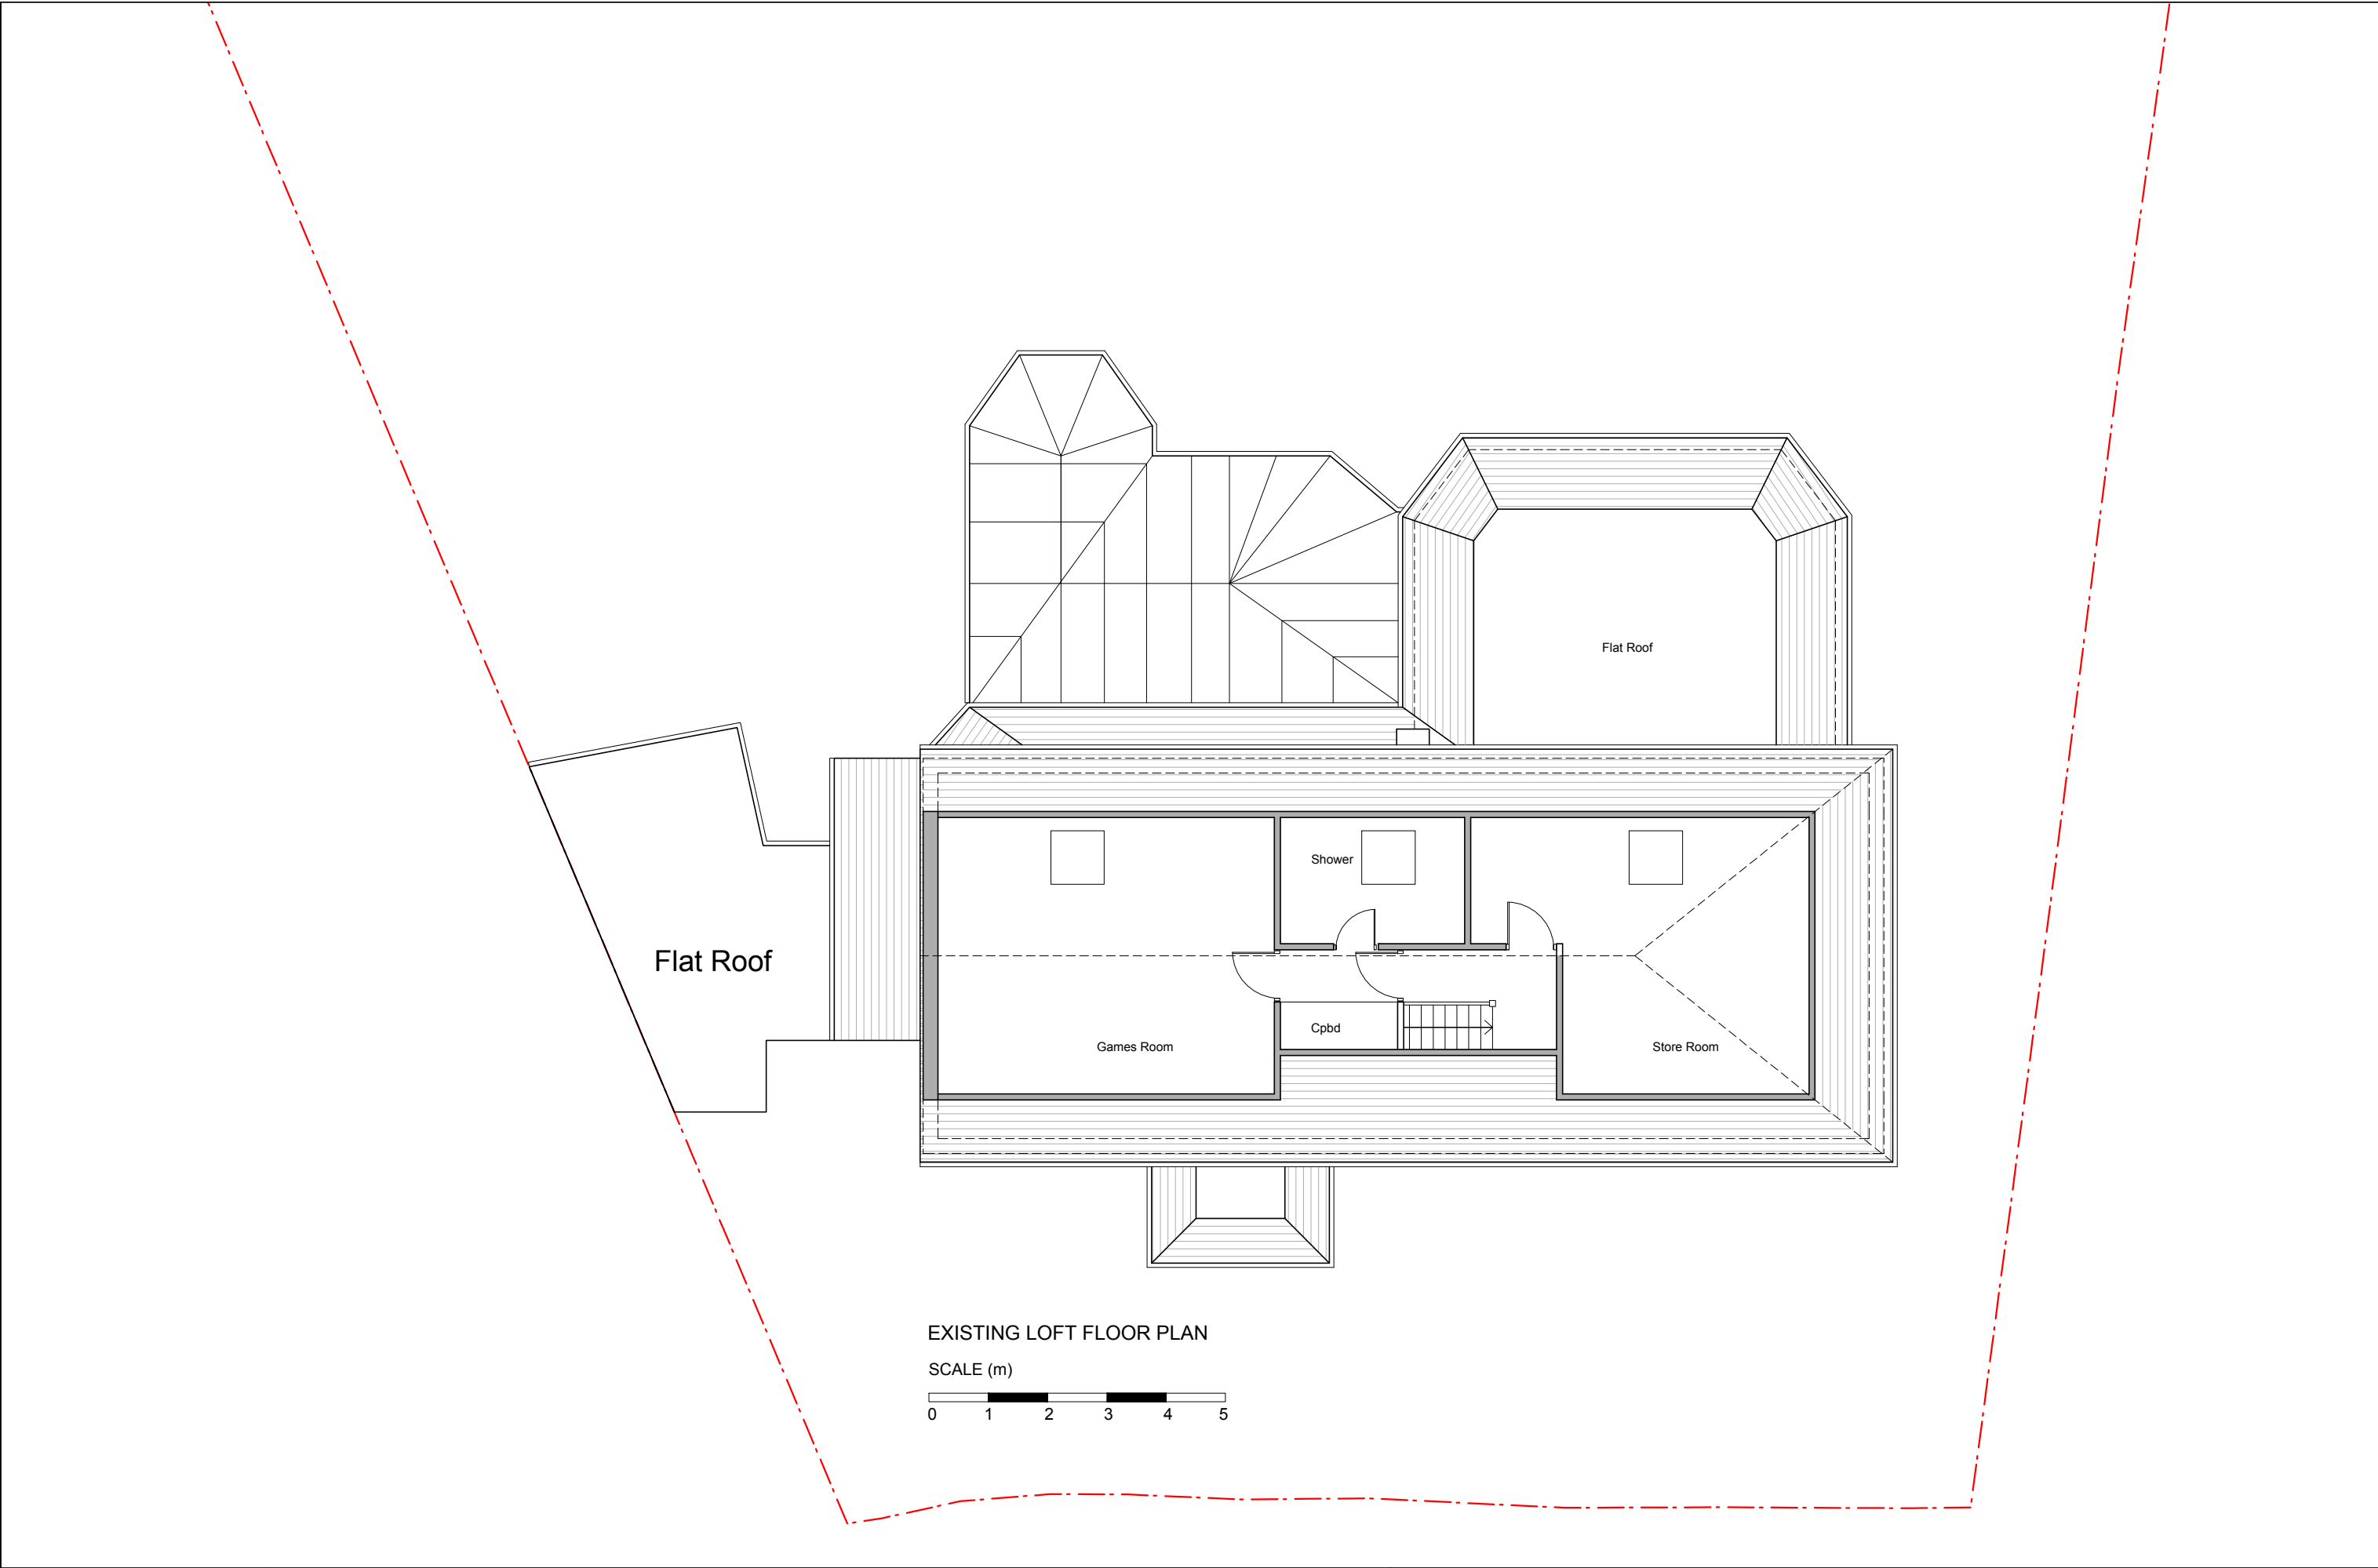 Flat Roof
Shower
Flat Roof
Cpbd
Games Room
Store Room
EXISTING LOFT FLOOR PLAN
SCALE (m)
0 1 2 3 4 5